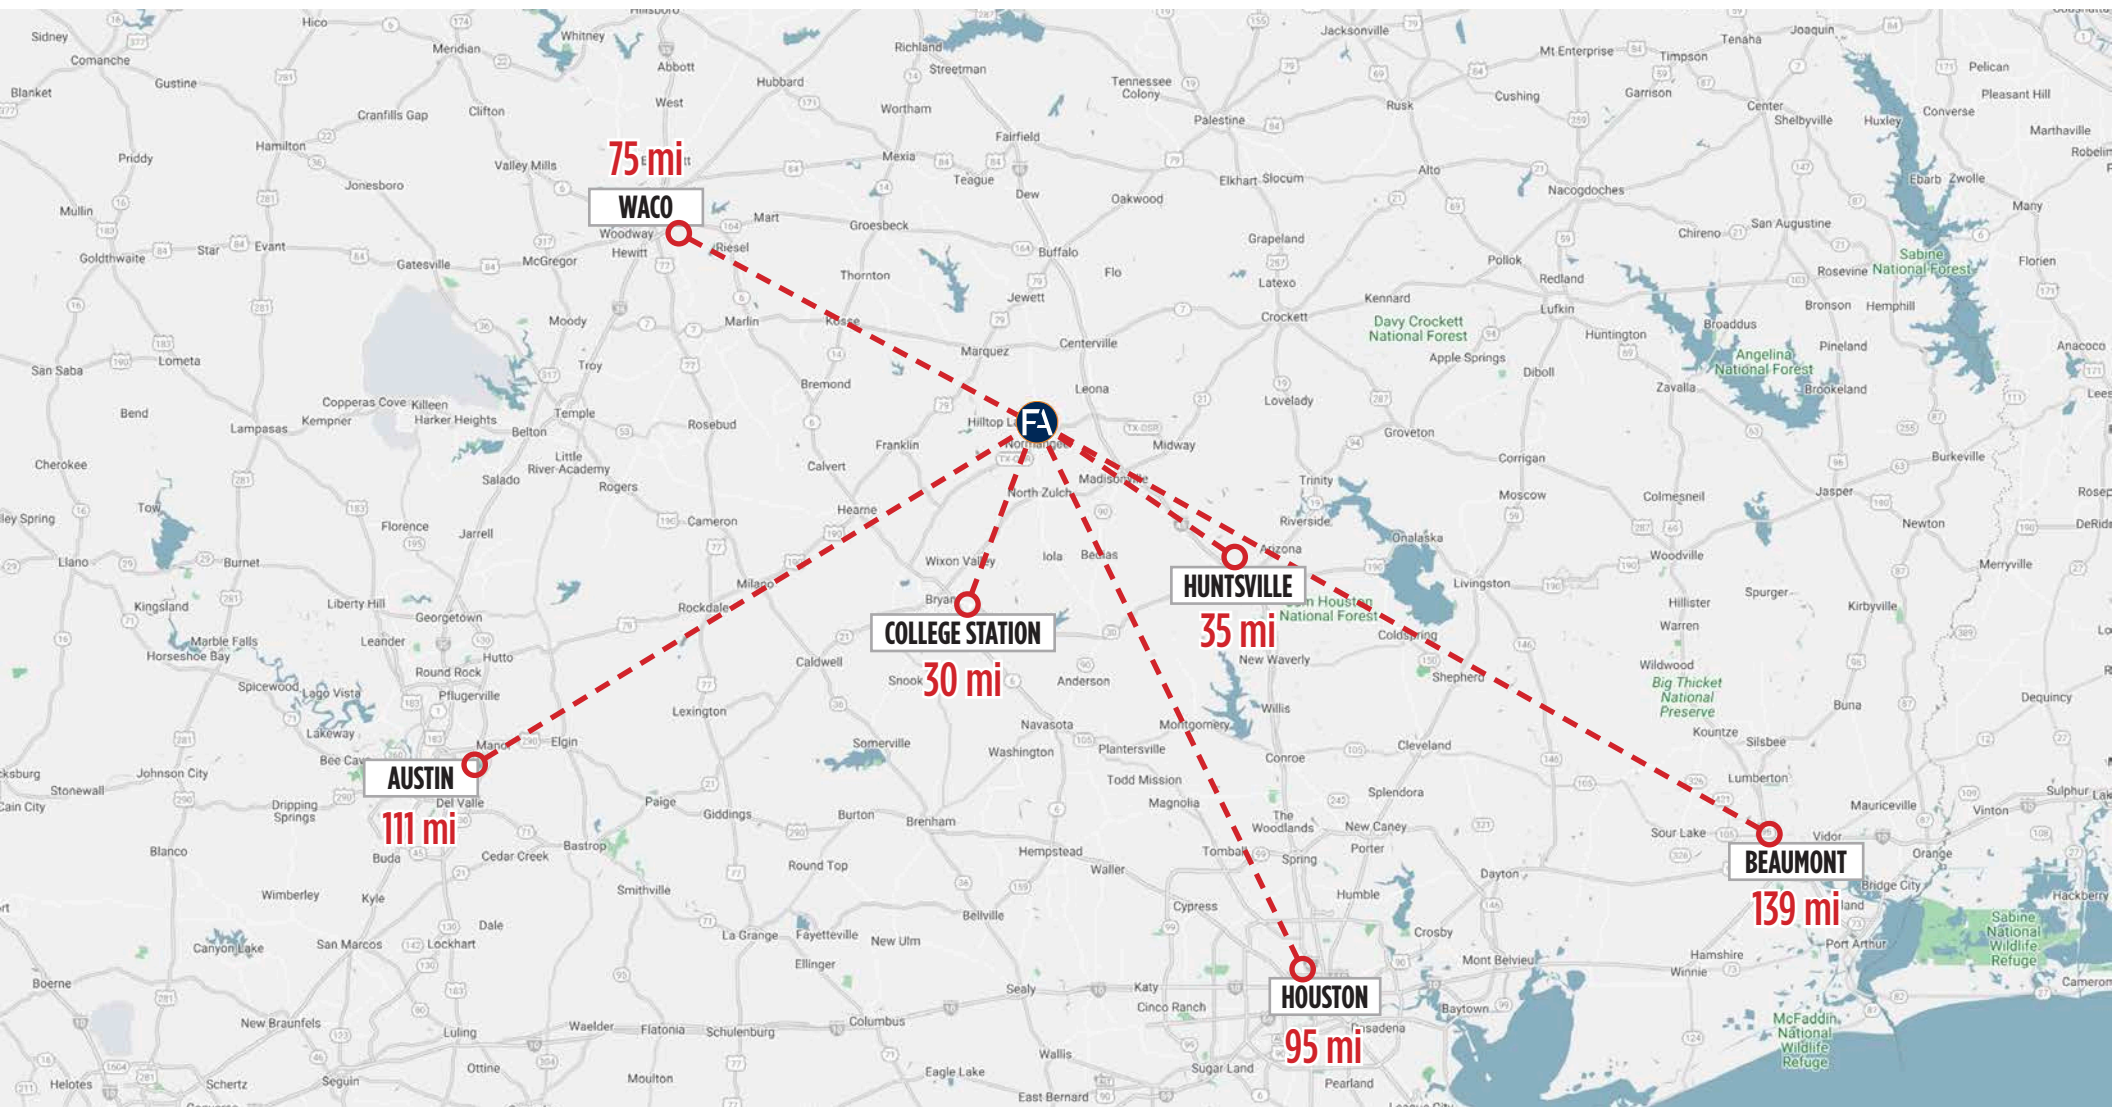 Hillsboro
Hico
Sidney
Comanche
Gustine
Blanket
Meridian
Whitney
Abbott
Hubbard
Richland
Streetman
Tennessee
Colony
Jacksonville
Mt Enterprise
Timpson
Tenaha
Joaquin
Pelican
Cranfills Gap
Clifton
West
Wortham
Palestine
Rusk
Cushing
Garrison
Center
Shelbyville
Huxley
Converse
Pleasant Hill
Marthaville
Priddy
Hamilton
Valley Mills
75 mi
WACO
Mexia
Fairfield
Teague
Dew
Oakwood
Elkhart
Slocum
Alto
Nacogdoches
Ebarb
Zwolle
Many
Mullin
Jonesboro
Woodway
Hewitt
Mart
Riesel
Groesbeck
Buffalo
Grapeland
Chireno
San Augustine
Goldthwaite
Star
Evant
Gatesville
McGregor
Thornton
Jewett
Flo
Latexo
Pollok
Redland
Rosevine
Sabine
National Forest
Florien
Moody
Marlin
Kosse
Crockett
Kennard
Davy Crockett
National Forest
Lufkin
Huntington
Broaddus
Bronson
Hemphill
San Saba
Lometa
Troy
Bremond
Marquez
Centerville
Apple Springs
Diboll
Angelina
National Forest
Pineland
Anacoco
Bend
Lampasas
Copperas Cove
Kempner
Killeen
Harker Heights
Belton
Temple
Rosebud
Leona
Lovelady
Zavalla
Brookeland
FA
Normangee
Franklin
Midway
Groveton
Cherokee
Little
River-Academy
Salado
Rogers
Calvert
Madisonville
Corrigan
Burkeville
Tow
Florence
Jarrell
Cameron
Hearne
North Zulch
Trinity
Riverside
Moscow
Colmesneil
Jasper
Newton
Llano
Burnet
Milano
Wixon Valley
Iola
Bedias
Arizona
Onalaska
Woodville
Merryville
Kingsland
Liberty Hill
Georgetown
Rockdale
Bryan
COLLEGE STATION
30 mi
HUNTSVILLE
35 mi
Sam Houston
National Forest
Livingston
Hillister
Spurger
Kirbyville
Marble Falls
Horseshoe Bay
Leander
Hutto
Round Rock
Caldwell
Snook
Anderson
New Waverly
Coldspring
Shepherd
Warren
Wildwood
Big Thicket
National
Preserve
Spicewood
Lago Vista
Pflugerville
Lexington
Navasota
Montgomery
Willis
Dequincy
Buna
Lakeway
Manor
Elgin
Somerville
Washington
Plantersville
Conroe
Cleveland
Kountze
Silsbee
Stonewall
Johnson City
AUSTIN
111 mi
Del Valle
Todd Mission
Lumberton
Dripping
Springs
Paige
Giddings
Burton
Brenham
Magnolia
The
Woodlands
Splendora
New Caney
Porter
Mauriceville
Vinton
Sulphur
Blanco
Buda
Cedar Creek
Bastrop
Round Top
Hempstead
Waller
Tomball
Spring
Sour Lake
Vidor
BEAUMONT
139 mi
Orange
Wimberley
Kyle
Smithville
Cypress
Humble
Dayton
Bridge City
Hackberry
Canyon Lake
San Marcos
Lockhart
Dale
La Grange
Fayetteville
New Ulm
Bellville
Crosby
Mont Belvieu
Hamshire
Winnie
Port Arthur
Sabine
National
Wildlife
Refuge
Boerne
Ellinger
Sealy
Katy
Cinco Ranch
HOUSTON
95 mi
Pasadena
Baytown
Cameron
New Braunfels
Luling
Waelder
Flatonia
Schulenburg
Columbus
Wallis
McFaddin
National
Wildlife
Refuge
Helotes
Schertz
Seguin
Ottine
Moulton
Eagle Lake
East Bernard
Sugar Land
Pearland
League City